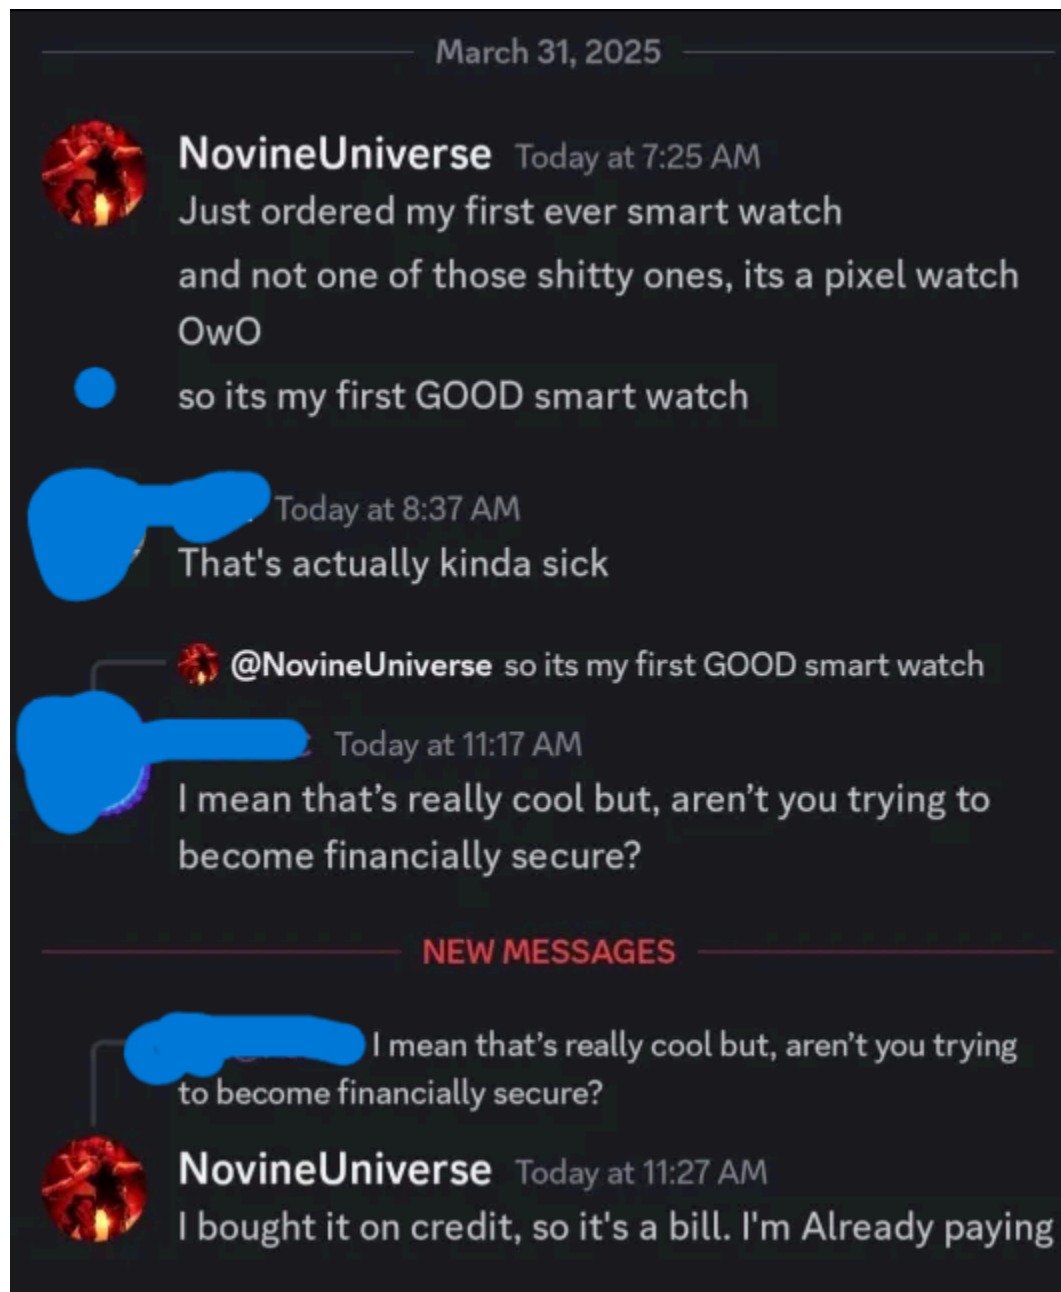 March 31, 2025
NovineUniverse Today at 7:25 AM
Just ordered my first ever smart watch
and not one of those shitty ones, its a pixel watch
OwO
so its my first GOOD smart watch
Today at 8:37 AM
That's actually kinda sick
@NovineUniverse so its my first GOOD smart watch
Today at 11:17 AM
I mean that’s really cool but, aren’t you trying to
become financially secure?
NEW MESSAGES
I mean that’s really cool but, aren’t you trying
to become financially secure?
NovineUniverse Today at 11:27 AM
I bought it on credit, so it's a bill. I'm Already paying